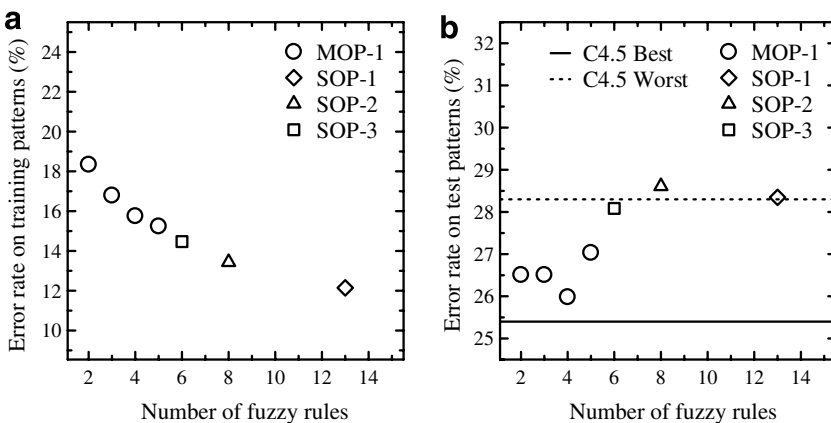 a
Error rate on training patterns (%)
24
22
20
18
16
14
12
10
2 4 6 8 10 12 14
Number of fuzzy rules
MOP-1
SOP-1
SOP-2
SOP-3
b
Error rate on test patterns (%)
32
31
30
29
28
27
26
25
2 4 6 8 10 12 14
Number of fuzzy rules
C4.5 Best
C4.5 Worst
MOP-1
SOP-1
SOP-2
SOP-3